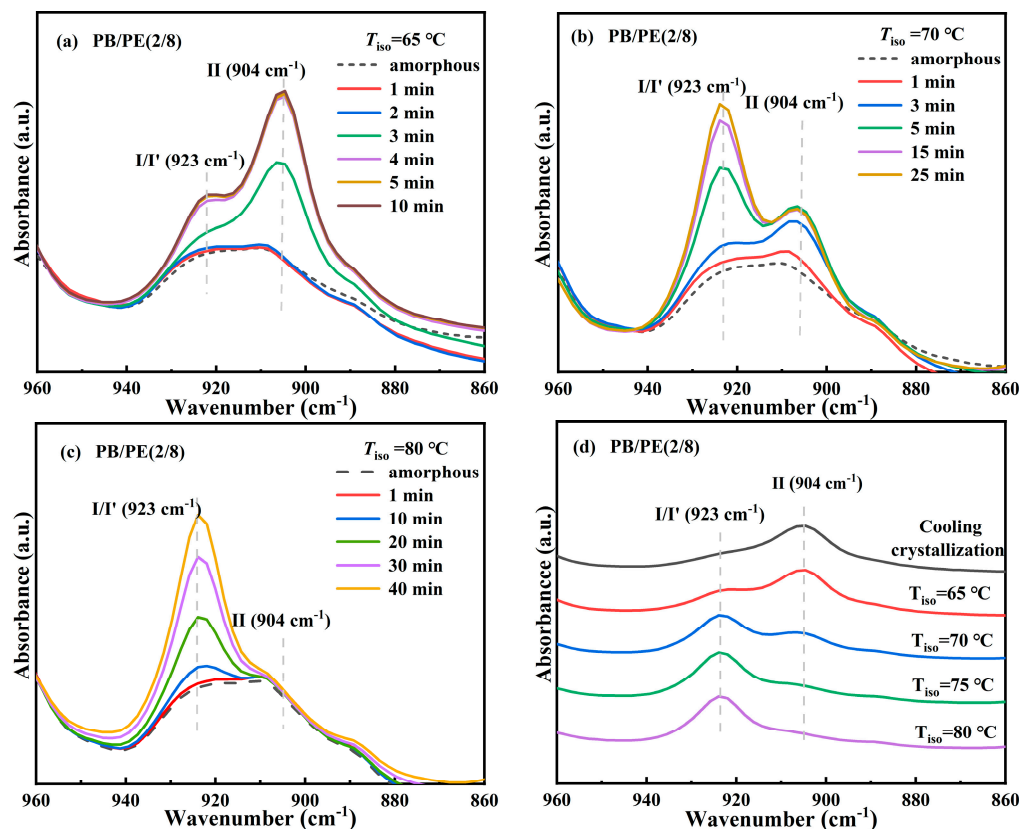 (a) PB/PE(2/8)
T_iso=65 °C
amorphous
1 min
2 min
3 min
4 min
5 min
10 min
II (904 cm⁻¹)
I/I' (923 cm⁻¹)
Absorbance (a.u.)
960 940 920 900 880 860
Wavenumber (cm⁻¹)
(b) PB/PE(2/8)
T_iso=70 °C
amorphous
1 min
3 min
5 min
15 min
25 min
I/I' (923 cm⁻¹)
II (904 cm⁻¹)
Absorbance (a.u.)
960 940 920 900 880 860
Wavenumber (cm⁻¹)
(c) PB/PE(2/8)
T_iso=80 °C
amorphous
1 min
10 min
20 min
30 min
40 min
I/I' (923 cm⁻¹)
II (904 cm⁻¹)
Absorbance (a.u.)
960 940 920 900 880 860
Wavenumber (cm⁻¹)
(d) PB/PE(2/8)
II (904 cm⁻¹)
I/I' (923 cm⁻¹)
Cooling
crystallization
T_iso=65 °C
T_iso=70 °C
T_iso=75 °C
T_iso=80 °C
Absorbancce (a.u.)
960 940 920 900 880 860
Wavenumber (cm⁻¹)